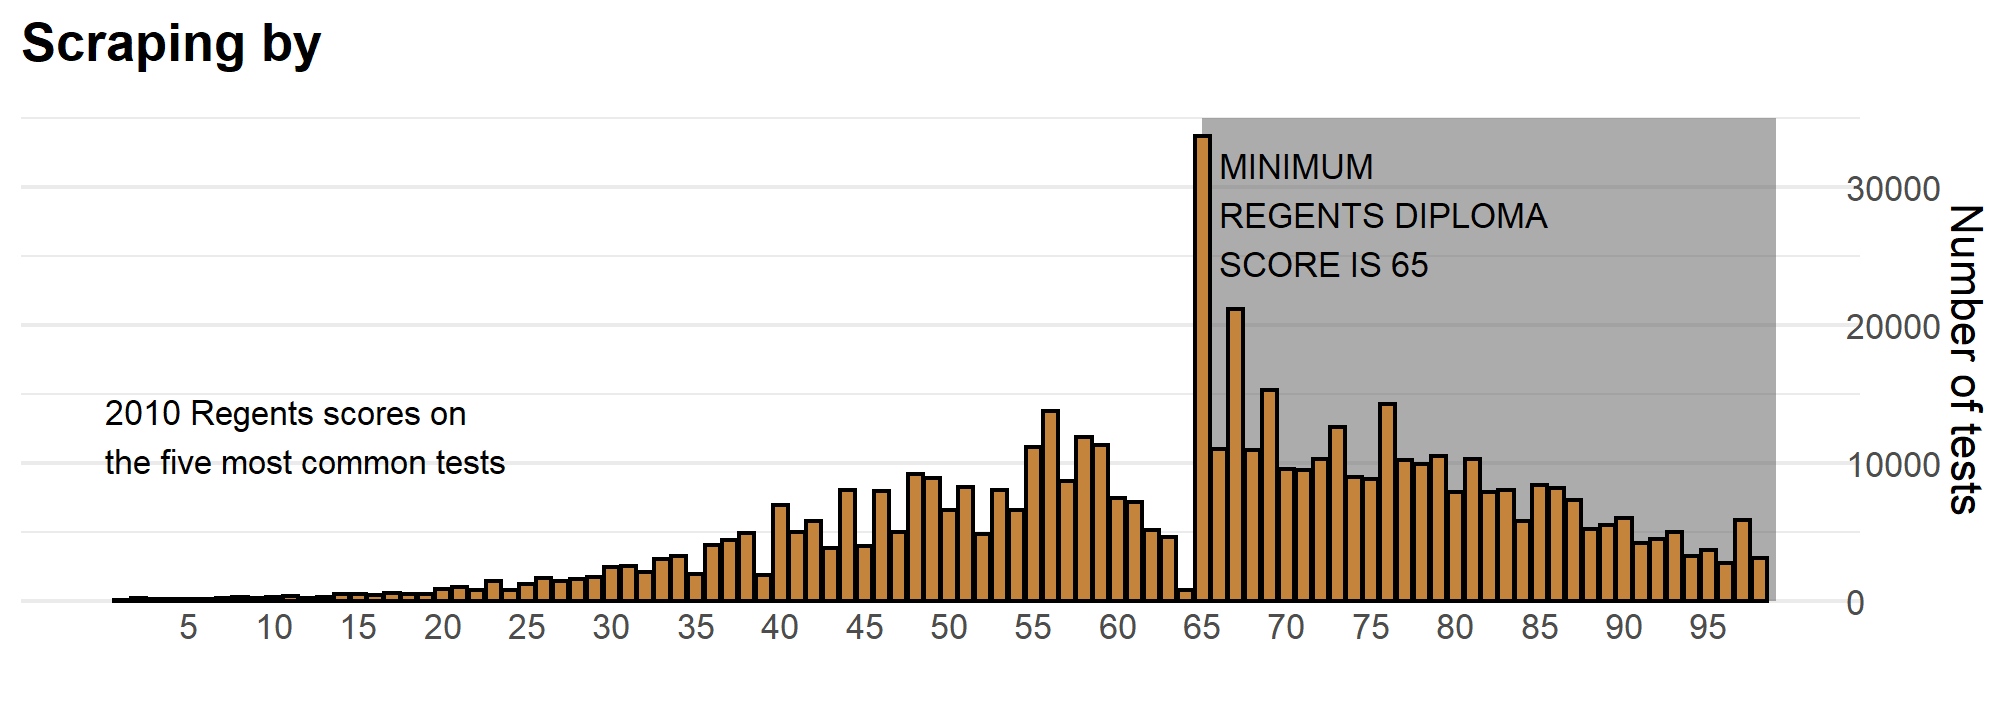 Scraping by
MINIMUM
REGENTS DIPLOMA
SCORE IS 65
2010 Regents scores on
the five most common tests
30000
20000
10000
0
Number of tests
5 10 15 20 25 30 35 40 45 50 55 60 65 70 75 80 85 90 95